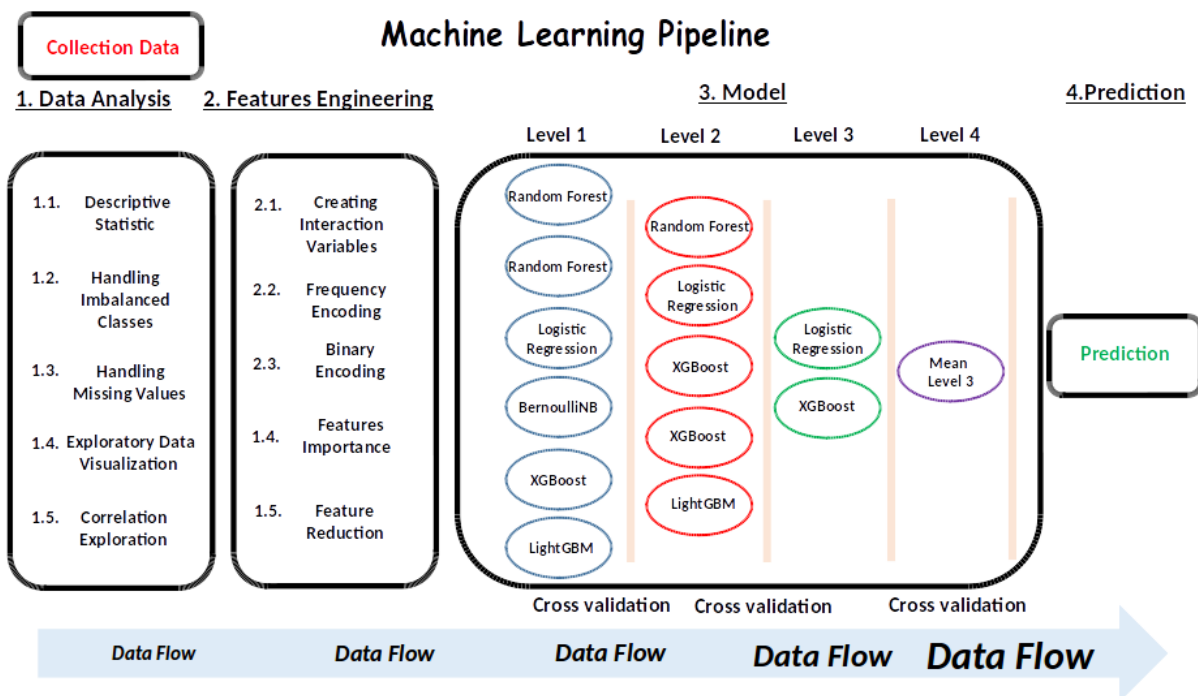 Machine Learning Pipeline
Collection Data
1. Data Analysis
2. Features Engineering
3. Model
4.Prediction
Level 1
Level 2
Level 3
Level 4
1.1. Descriptive
Statistic
1.2. Handling
Imbalanced
Classes
1.3. Handling
Missing Values
1.4. Exploratory Data
Visualization
1.5. Correlation
Exploration
2.1. Creating
Interaction
Variables
2.2. Frequency
Encoding
2.3. Binary
Encoding
1.4. Features
Importance
1.5. Feature
Reduction
Random Forest
Random Forest
Logistic
Regression
BernoulliNB
XGBoost
LightGBM
Random Forest
Logistic
Regression
XGBoost
XGBoost
LightGBM
Logistic
Regression
XGBoost
Mean
Level 3
Prediction
Cross validation
Cross validation
Cross validation
Data Flow
Data Flow
Data Flow
Data Flow
Data Flow